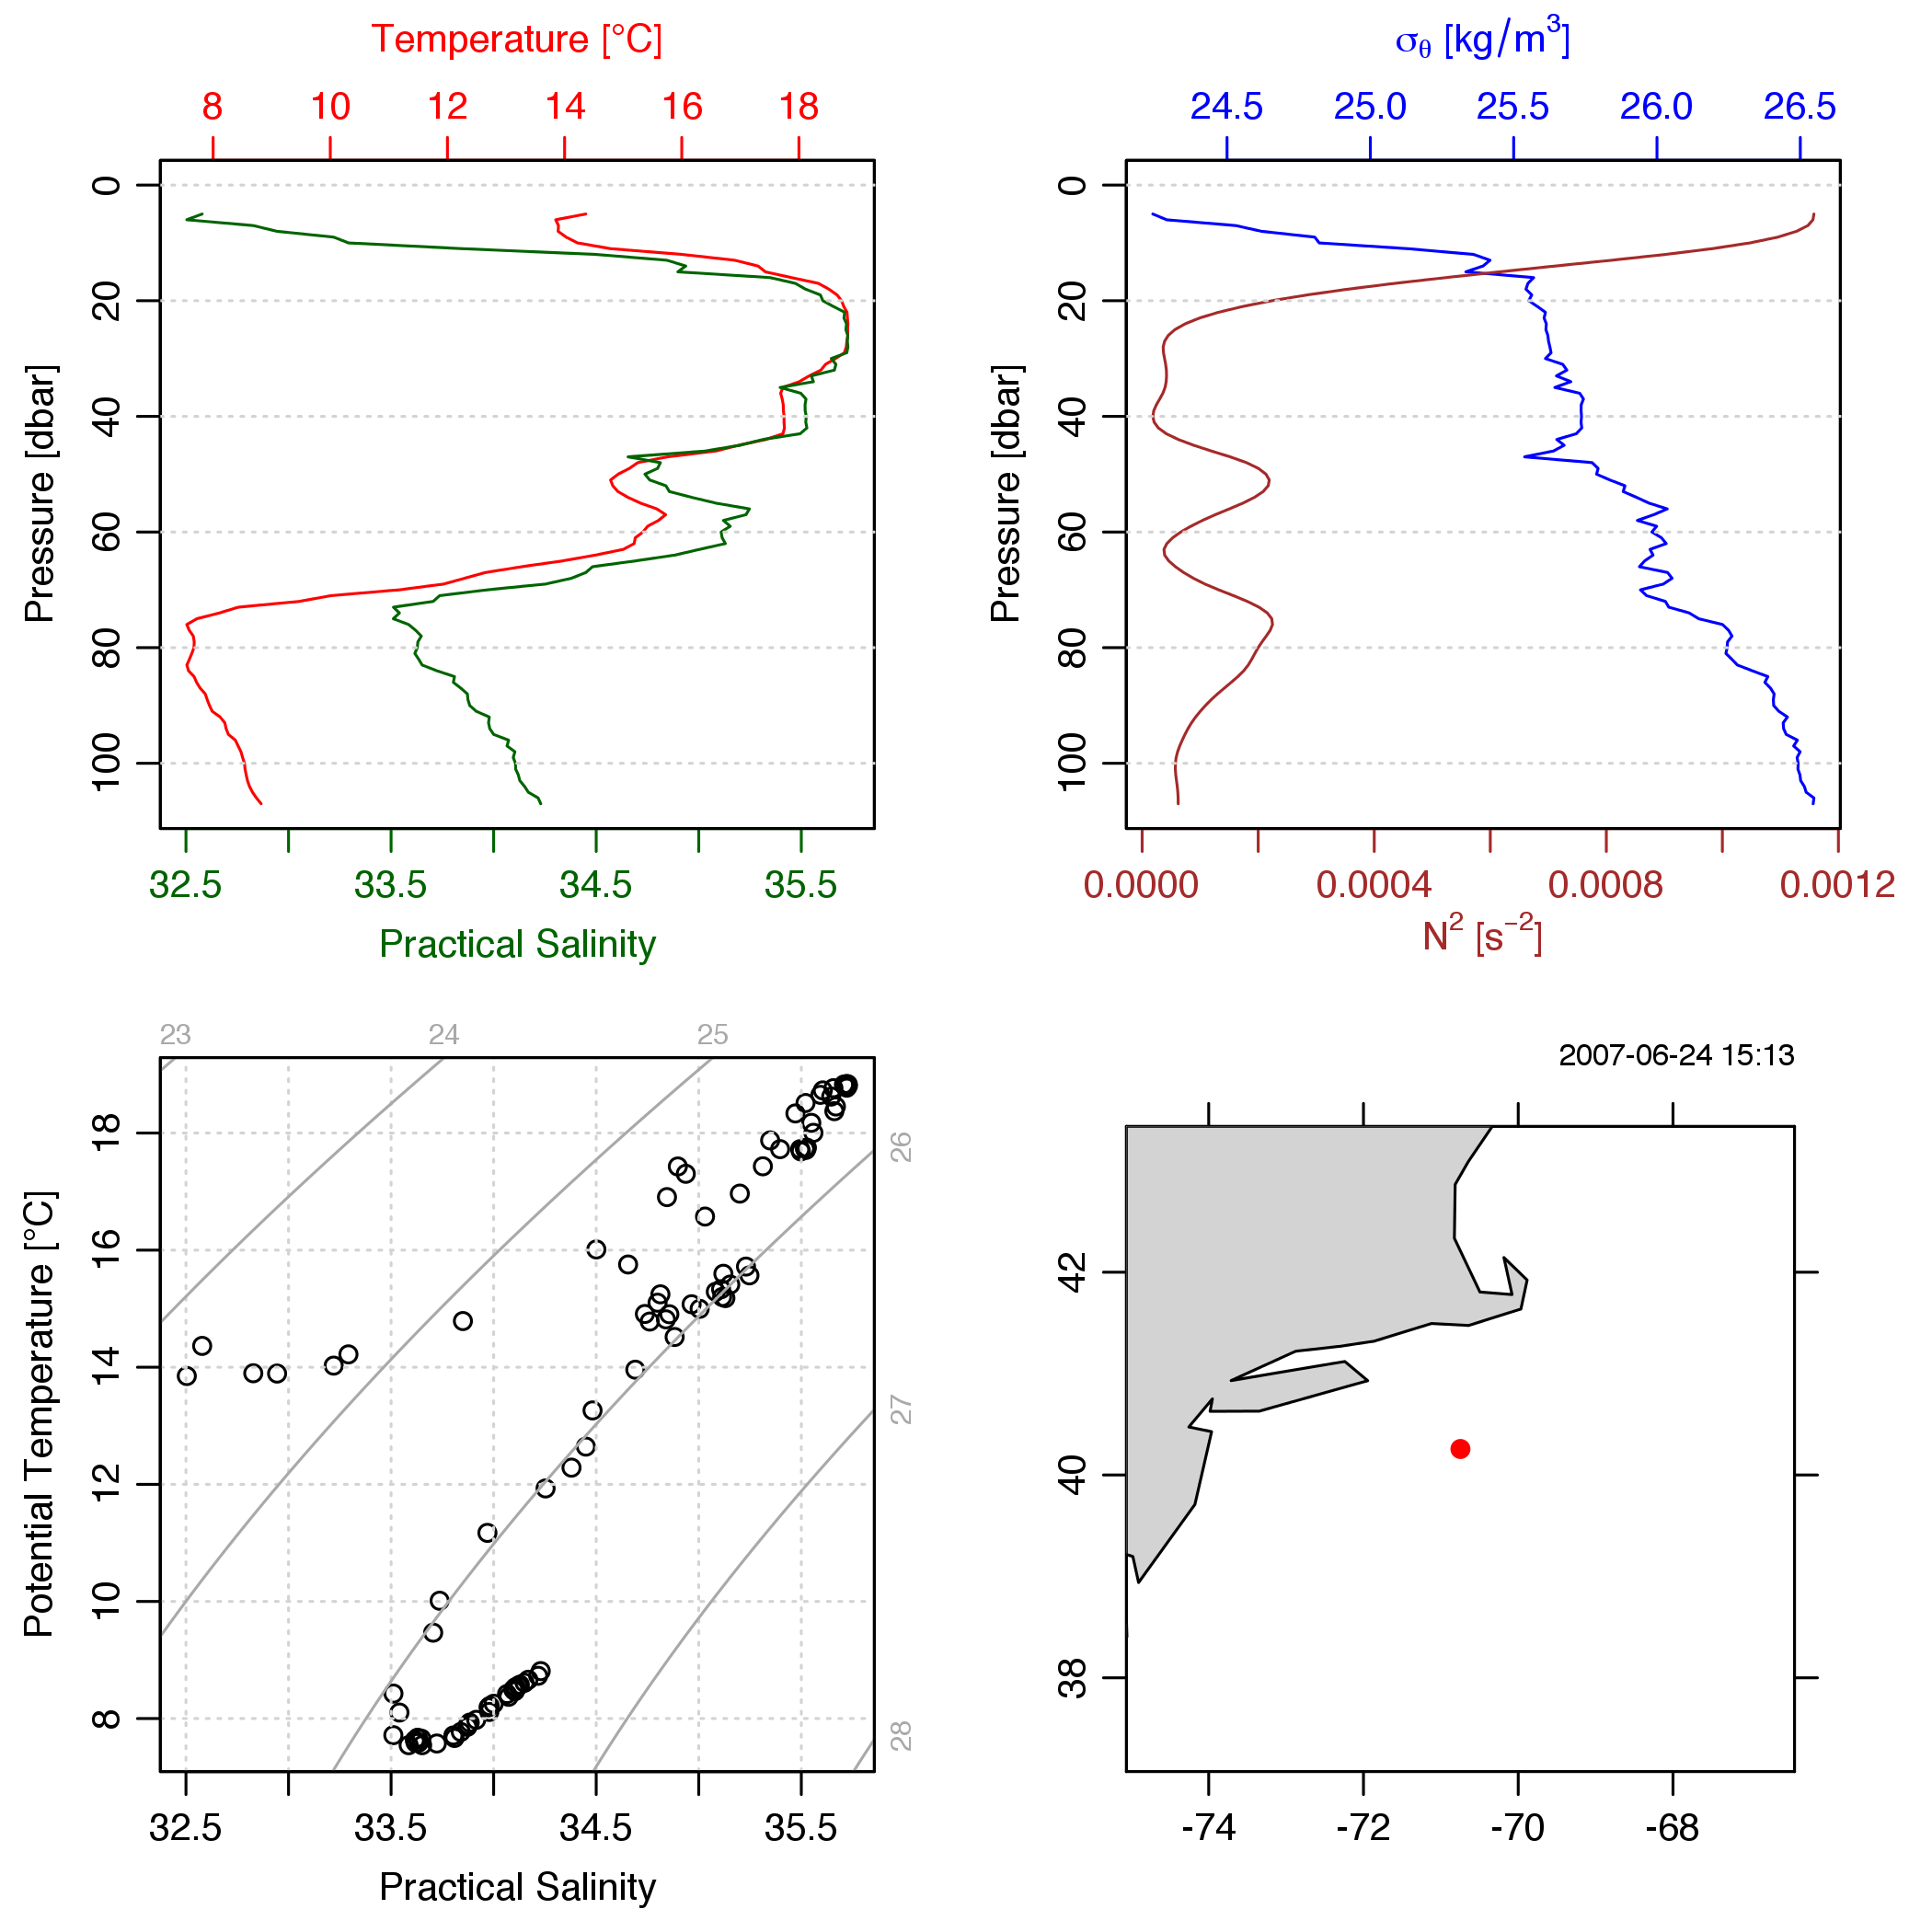 Temperature [°C]
8 10 12 14 16 18
Pressure [dbar]
0 20 40 60 80 100
32.5 33.5 34.5 35.5
Practical Salinity
σθ [kg/m³]
24.5 25.0 25.5 26.0 26.5
Pressure [dbar]
0 20 40 60 80 100
0.0000 0.0004 0.0008 0.0012
N² [s⁻²]
23 24 25
26
27
28
Potential Temperature [°C]
18
16
14
12
10
8
32.5 33.5 34.5 35.5
Practical Salinity
2007-06-24 15:13
42
40
38
-74 -72 -70 -68